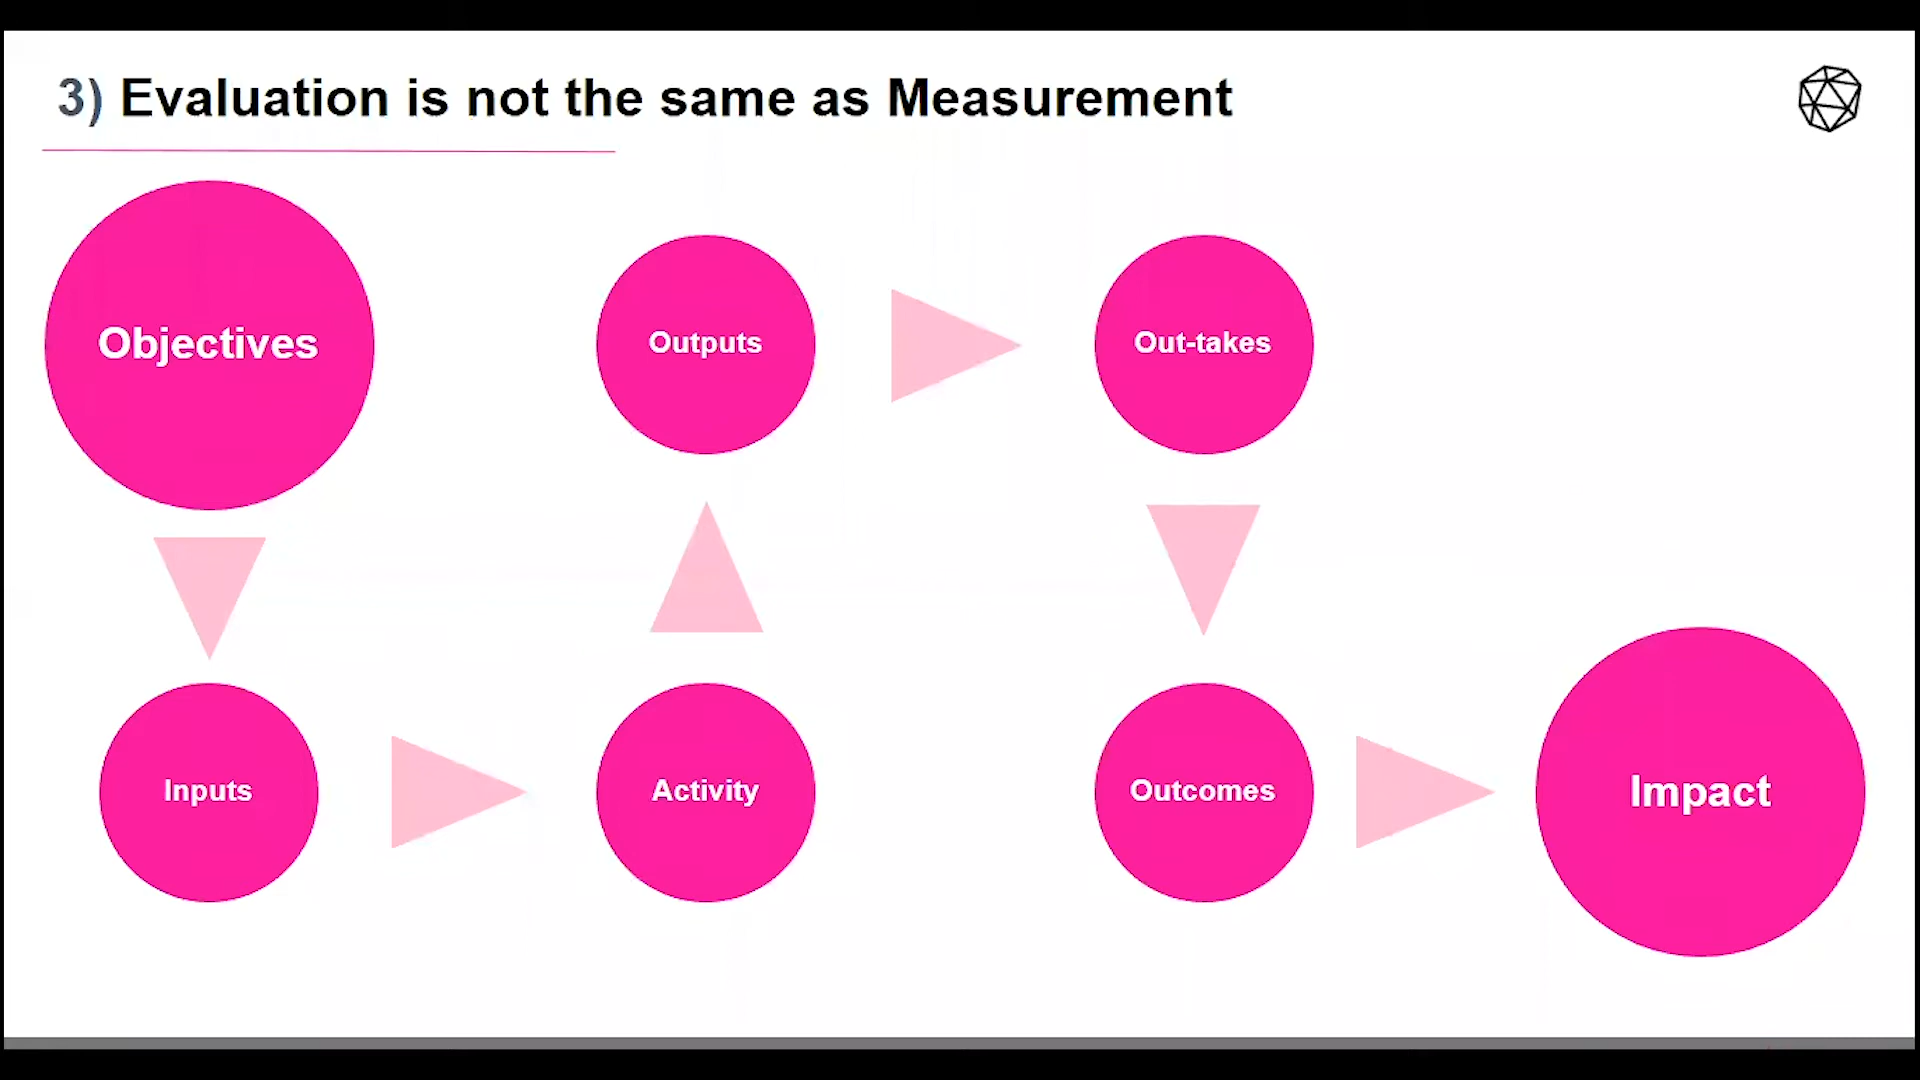 3) Evaluation is not the same as Measurement
Objectives
Outputs
Out-takes
Inputs
Activity
Outcomes
Impact